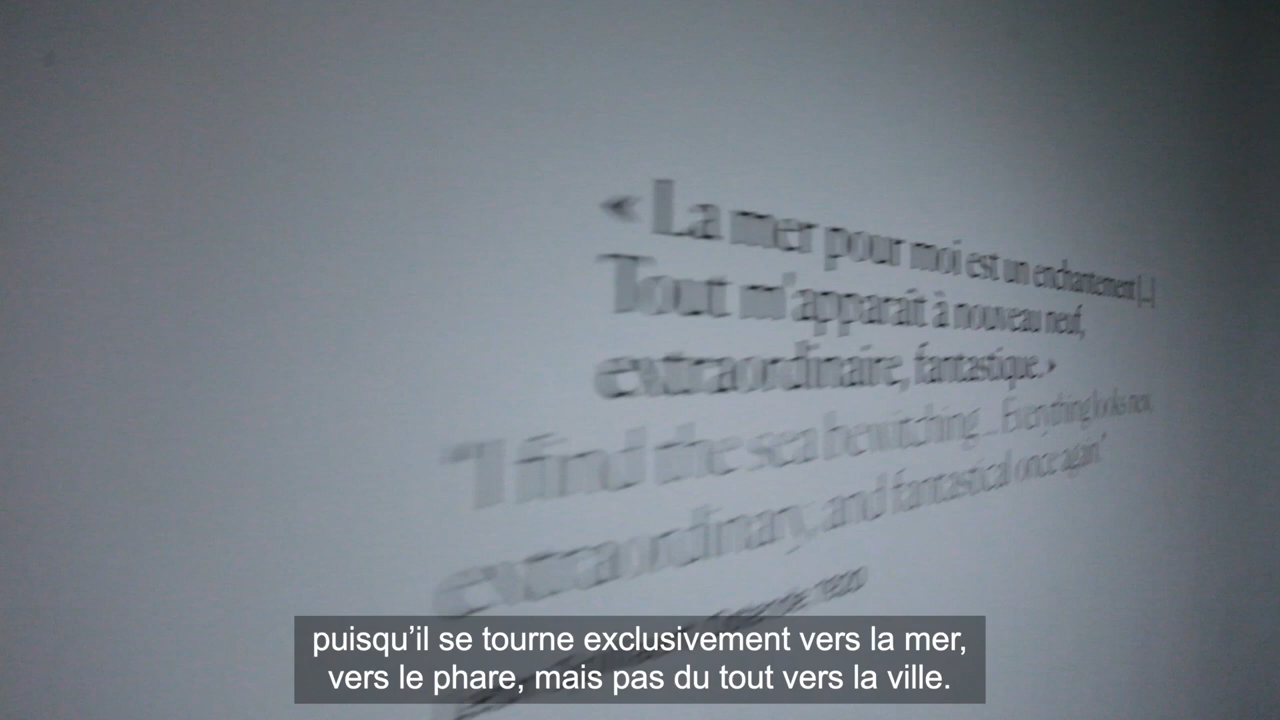 « La mer pour moi est un enchantement [...]
Tout m'apparaît à nouveau neuf,
extraordinaire, fantastique. »
"I find the sea bewitching... Everything looks new,
extraordinary, and fantastical once again."
puisqu’il se tourne exclusivement vers la mer,
vers le phare, mais pas du tout vers la ville.